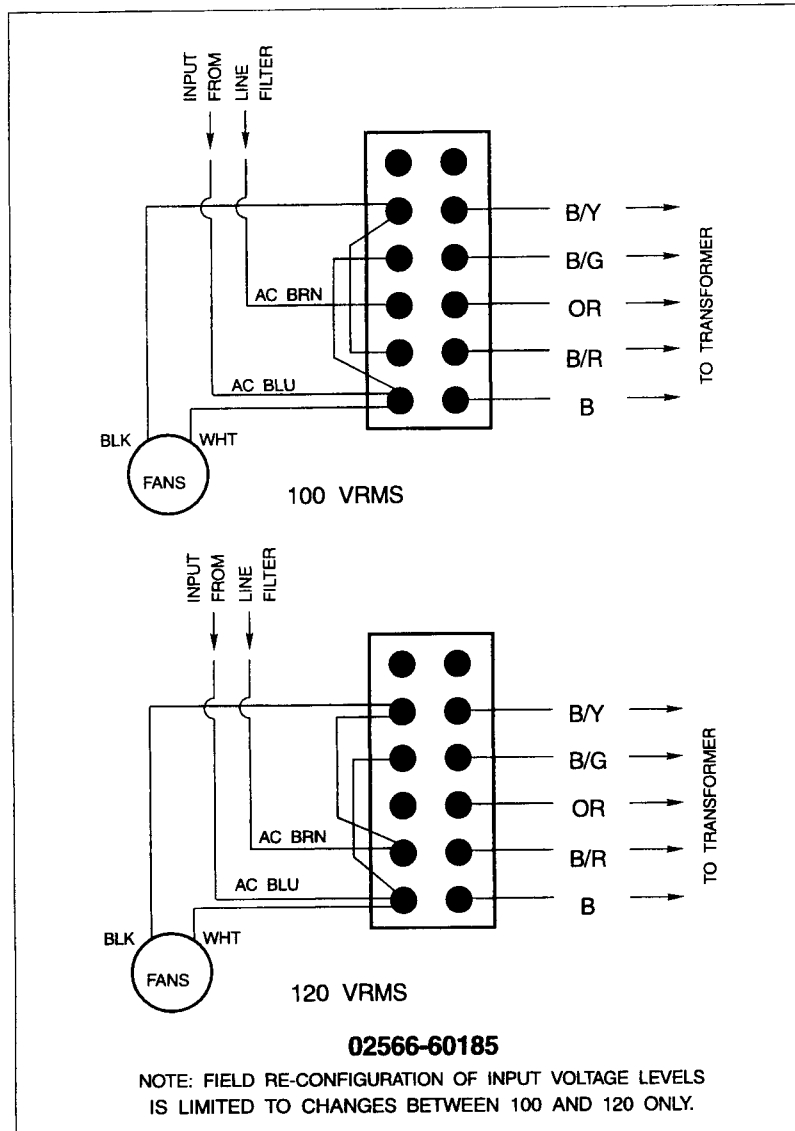 INPUT
FROM
LINE
FILTER
B/Y
B/G
AC BRN
OR
B/R
AC BLU
B
TO TRANSFORMER
BLK
WHT
FANS
100 VRMS
INPUT
FROM
LINE
FILTER
B/Y
B/G
OR
AC BRN
B/R
AC BLU
B
TO TRANSFORMER
BLK
WHT
FANS
120 VRMS
02566-60185
NOTE: FIELD RE-CONFIGURATION OF INPUT VOLTAGE LEVELS
IS LIMITED TO CHANGES BETWEEN 100 AND 120 ONLY.